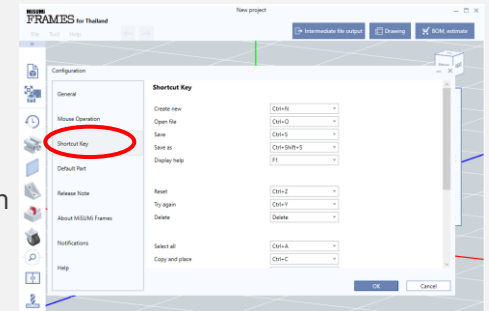 New project
MISUMI
FRAMES for Thailand
File Tool Help
Intermediate file output Drawing BOM, estimate
Configuration
General
Mouse Operation
Shortcut Key
Default Part
Release Note
About MISUMI Frames
Notifications
Help
Shortcut Key
Create new Ctrl+N
Open file Ctrl+O
Save Ctrl+S
Save as Ctrl+Shift+S
Display help F1
Reset Ctrl+Z
Try again Ctrl+Y
Delete Delete
Select all Ctrl+A
Copy and place Ctrl+C
OK Cancel
n